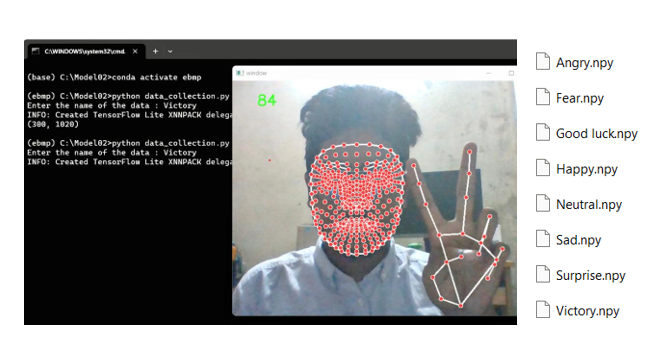 C:\WINDOWS\system32\cmd.
(base) C:\Model02>conda activate ebmp
(ebmp) C:\Model02>python data_collection.py
Enter the name of the data : Victory
INFO: Created TensorFlow Lite XNNPACK delega
(300, 1020)
(ebmp) C:\Model02>python data_collection.py
Enter the name of the data : Victory
INFO: Created TensorFlow Lite XNNPACK delega
window
84
Angry.npy
Fear.npy
Good luck.npy
Happy.npy
Neutral.npy
Sad.npy
Surprise.npy
Victory.npy